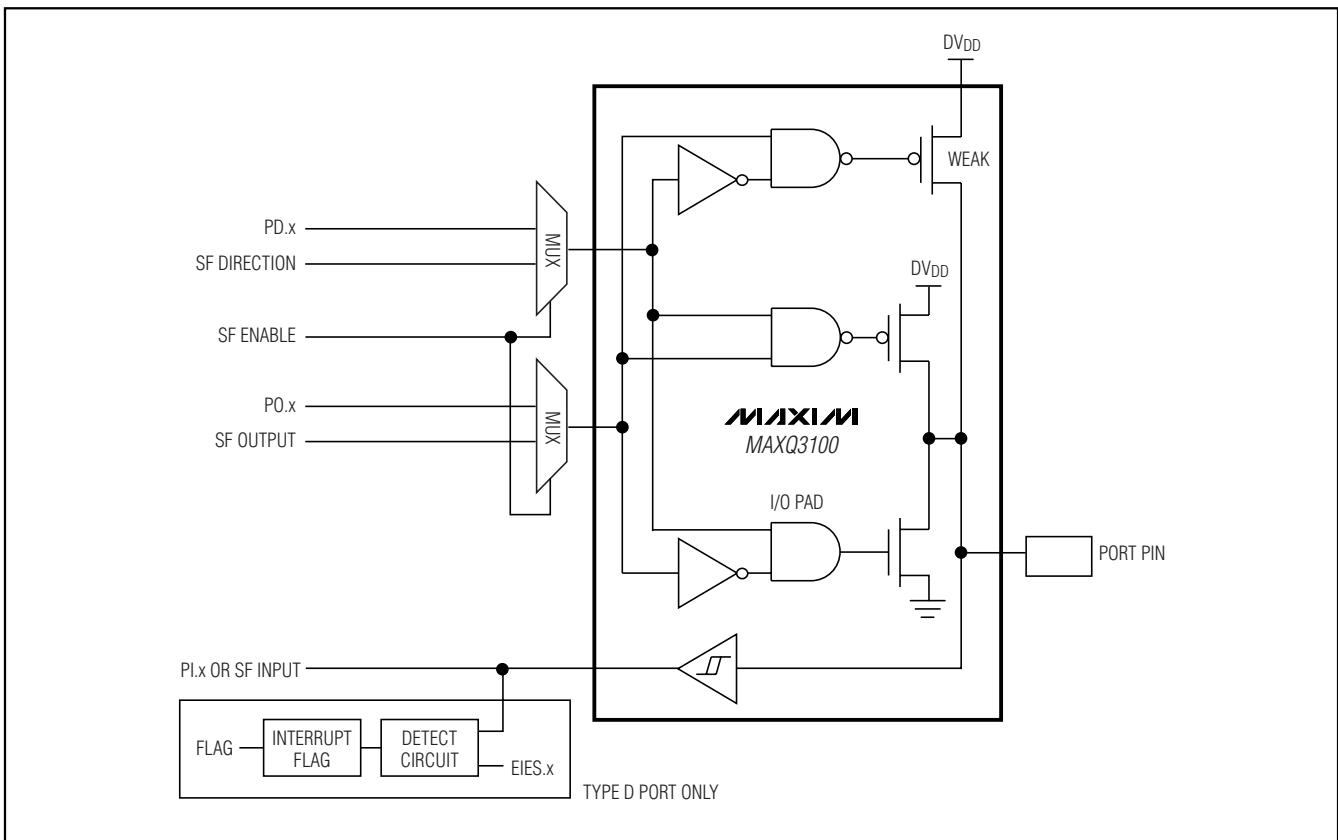 DVDD
WEAK
PD.x
MUX
SF DIRECTION
DVDD
SF ENABLE
PO.x
MUX
SF OUTPUT
MAXIM
MAXQ3100
I/O PAD
PORT PIN
PI.x OR SF INPUT
FLAG
INTERRUPT
FLAG
DETECT
CIRCUIT
EIES.x
TYPE D PORT ONLY